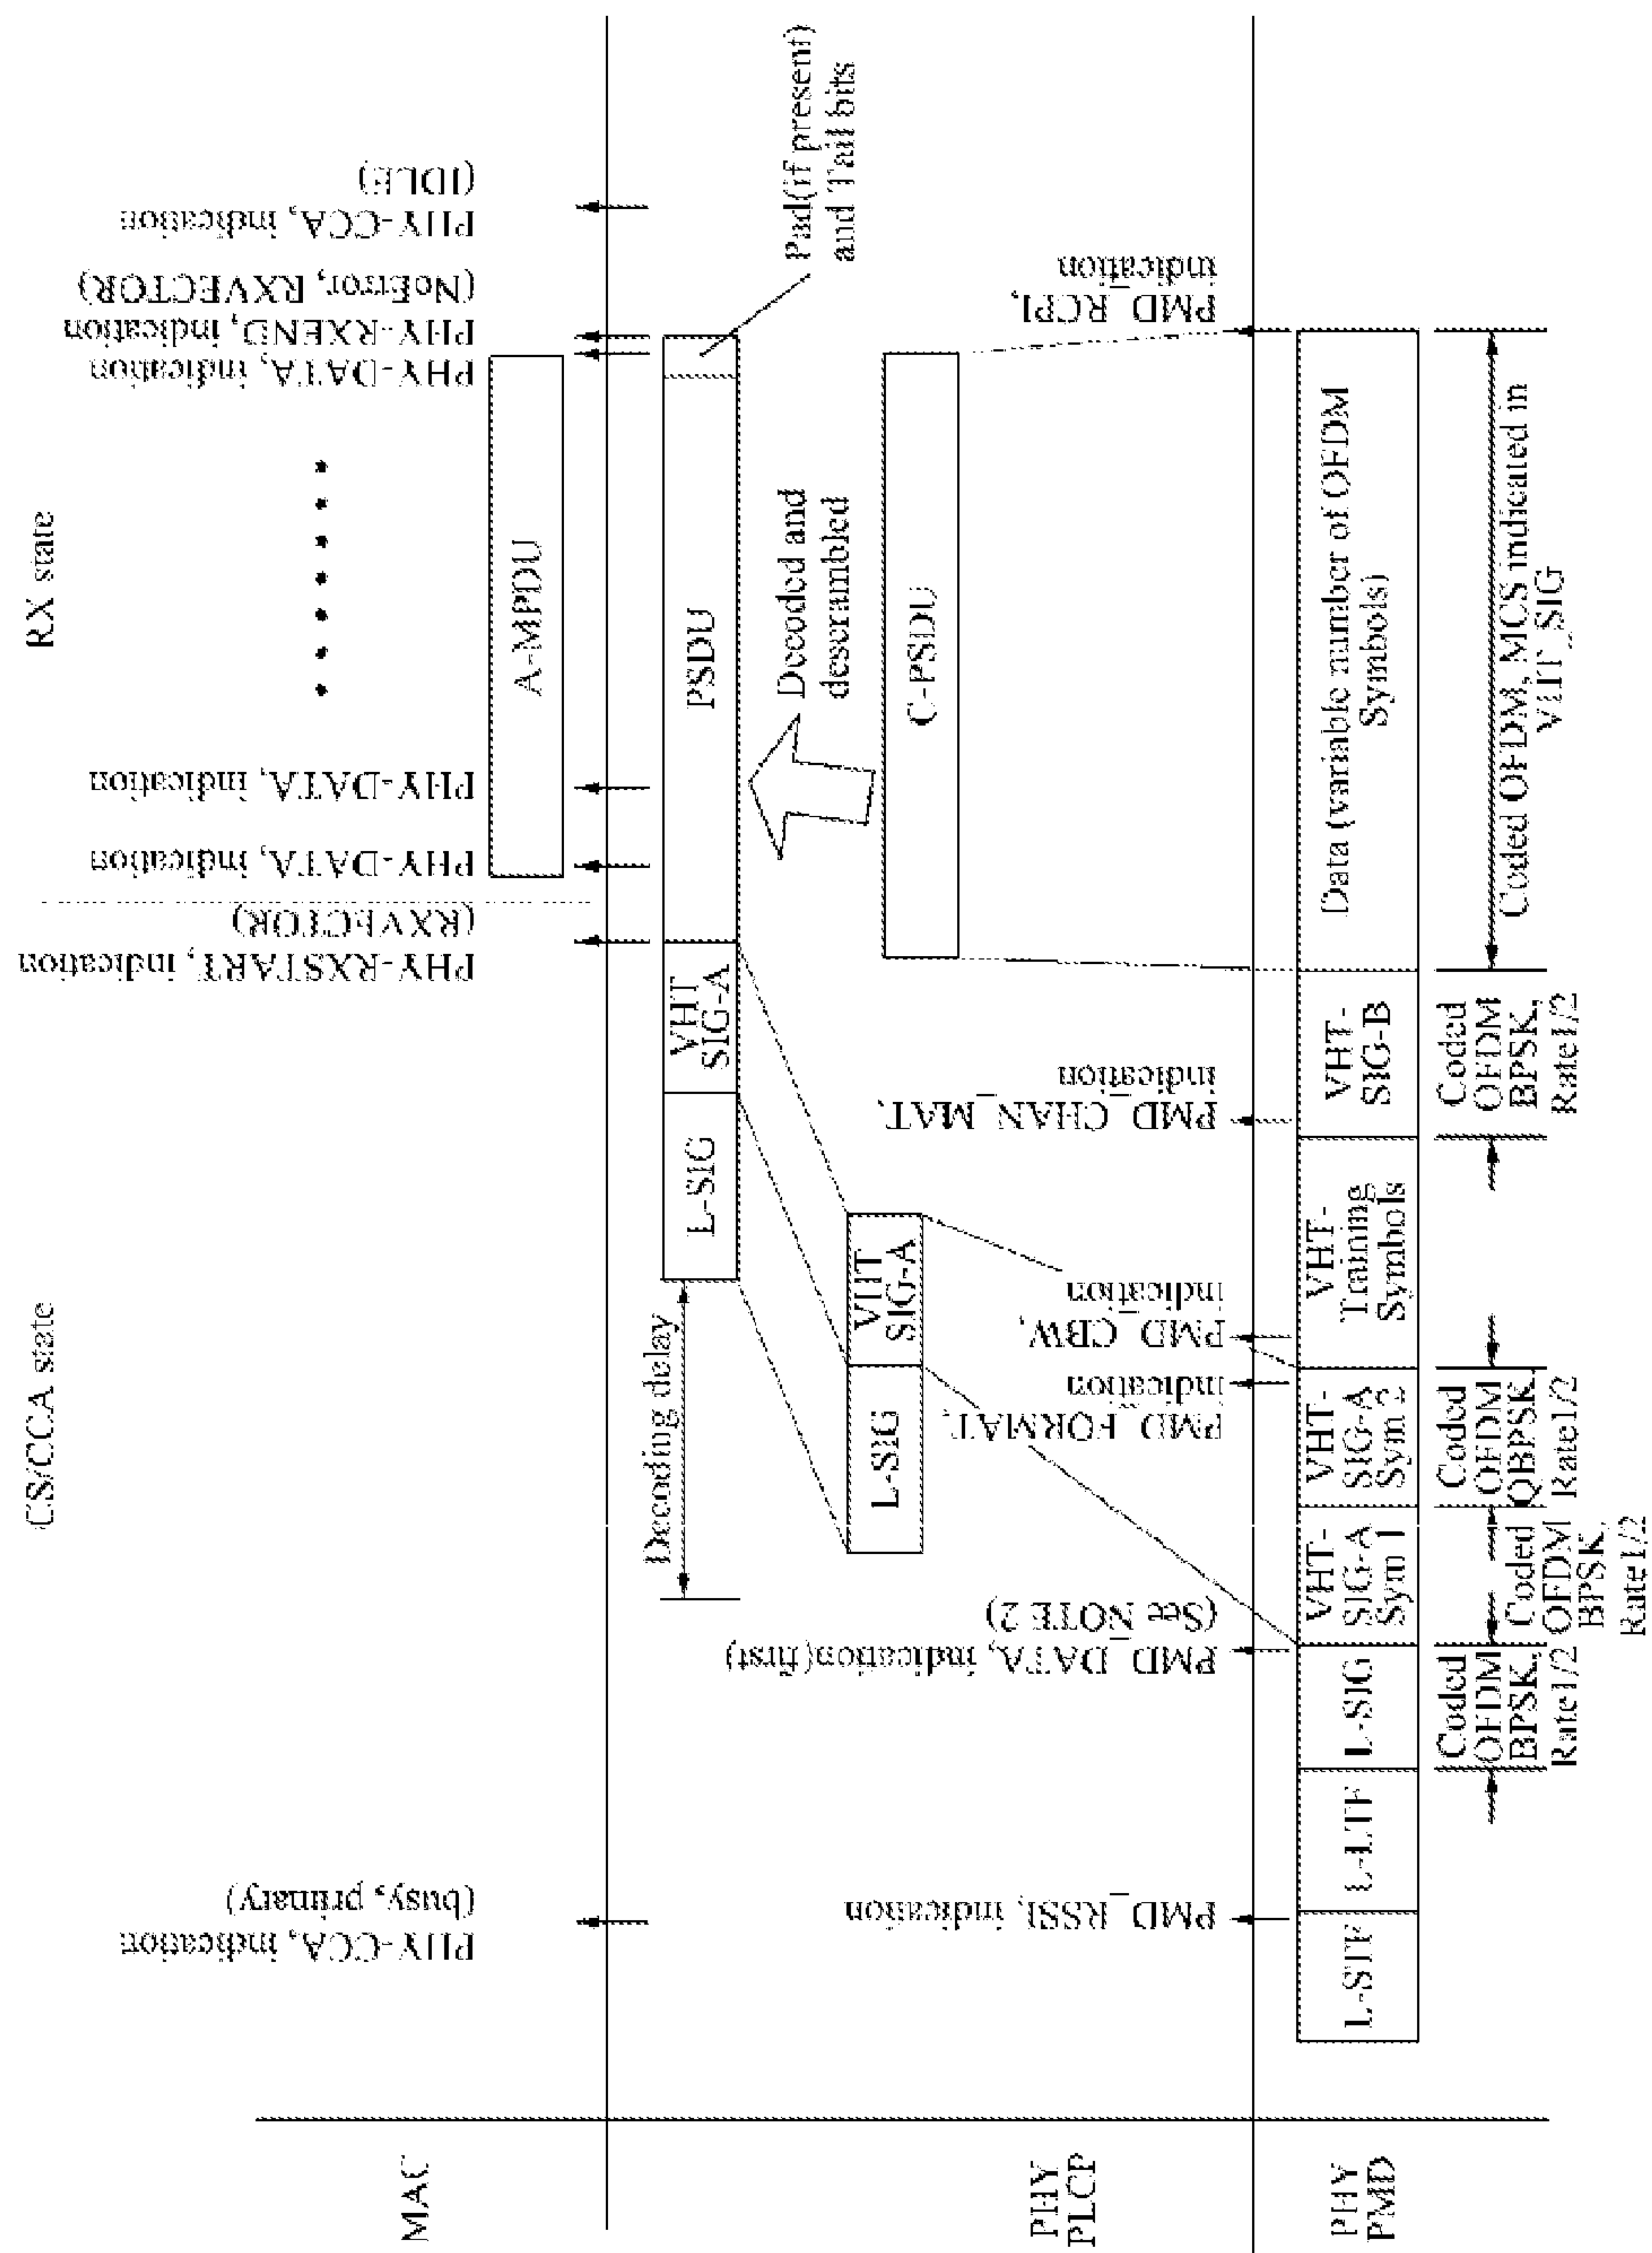 CS/CCA state
RX state
MAC
PHY-CCA, indication
(busy, primary)
PHY-RXSTART, indication
(RXVECTOR)
PHY-DATA, indication
PHY-DATA, indication
PHY-DATA, indication
PHY-RXEND, indication
(NoError, RXVECTOR)
PHY-CCA, indication
(IDLE)
A-MPDU
PHY
PLCP
Decoding delay
L-SIG
VHT
SIG-A
PSDU
Pad(if present)
and Tail bits
Decoded and
descrambled
L-SIG
VHT
SIG-A
C-PSDU
PMD_RSSI, indication
PMD_DATA, indication(first)
(See NOTE 2)
PMD_FORMAT,
indication
PMD_CBW,
indication
PMD_CHAN_MAT,
indication
PMD_RCPI,
indication
PHY
PMD
L-STF
L-LTF
L-SIG
VHT-
SIG-A
Sym 1
VHT-
SIG-A
Sym 2
VHT-
Training
Symbols
VHT-
SIG-B
Data (variable number of OFDM
Symbols)
Coded
OFDM
BPSK,
Rate1/2
Coded
OFDM
BPSK,
Rate1/2
Coded
OFDM
QBPSK,
Rate1/2
Coded
OFDM
BPSK,
Rate1/2
Coded OFDM, MCS indicated in
VHT_SIG